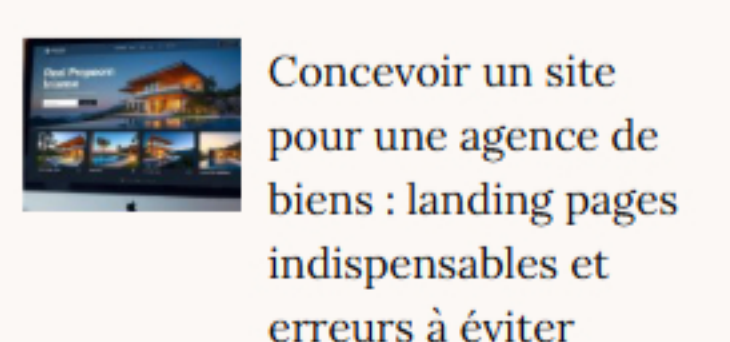 Concevoir un site
pour une agence de
biens : landing pages
indispensables et
erreurs à éviter